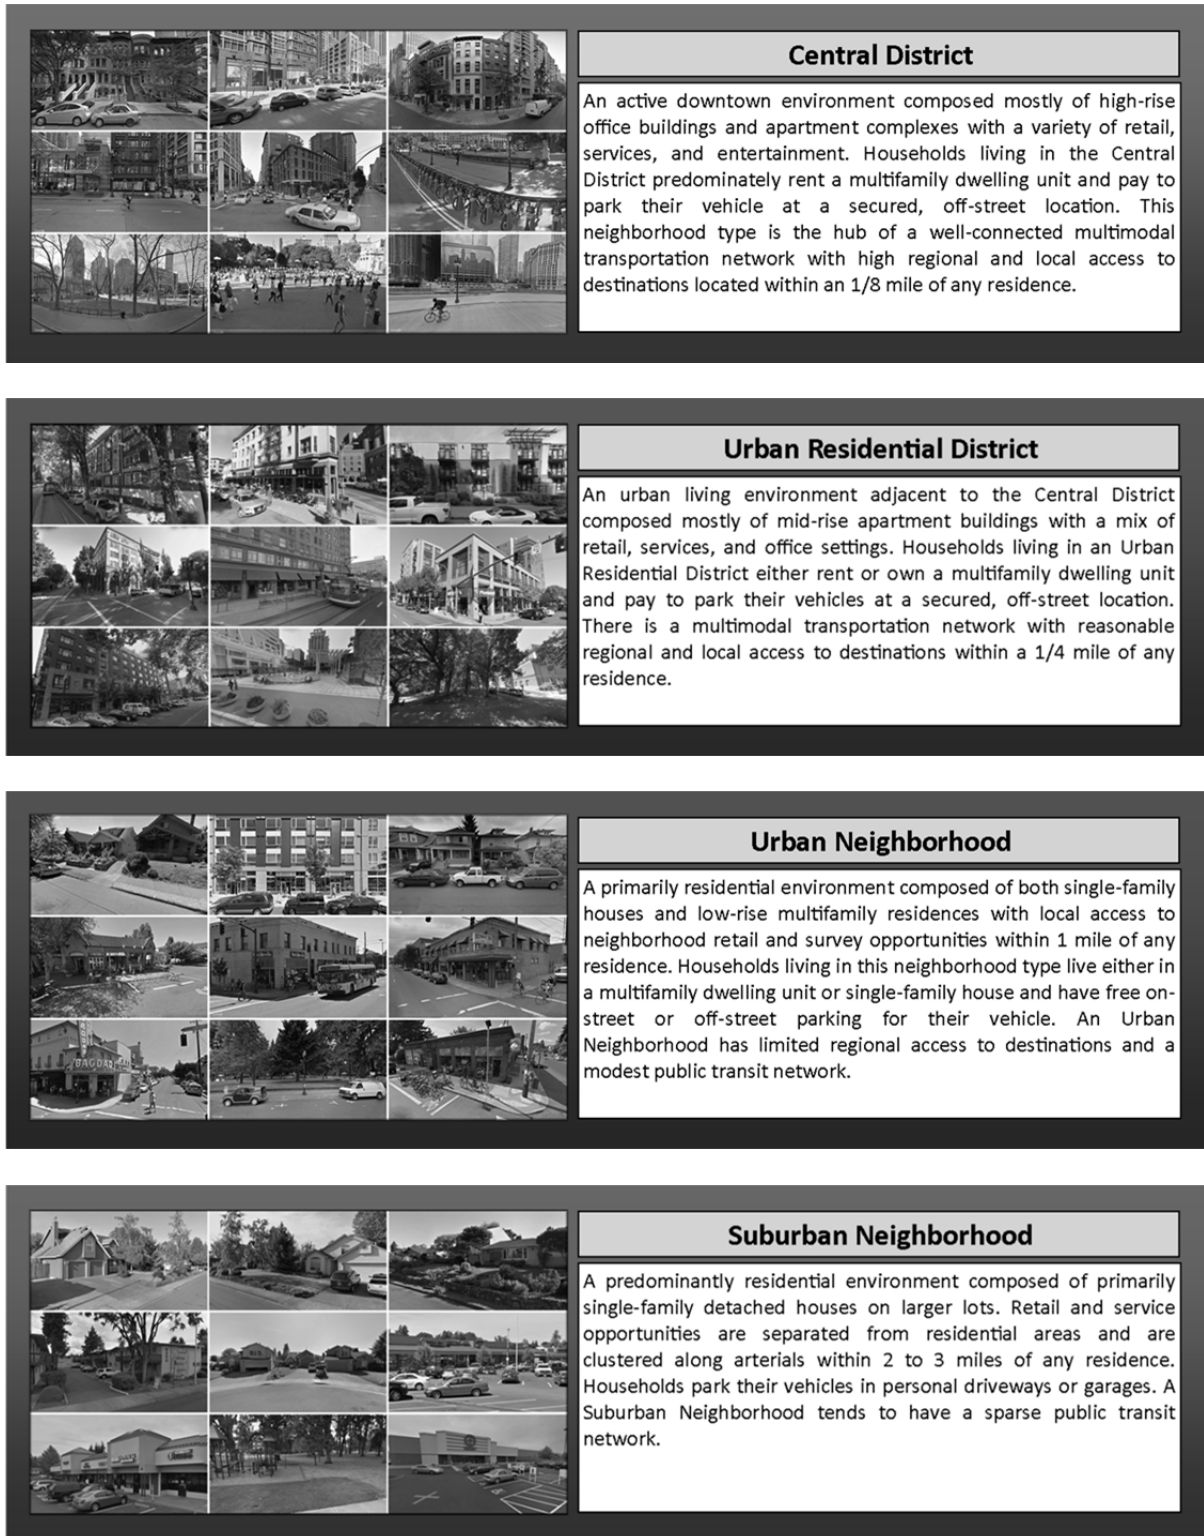 Central District
An active downtown environment composed mostly of high-rise
office buildings and apartment complexes with a variety of retail,
services, and entertainment. Households living in the Central
District predominately rent a multifamily dwelling unit and pay to
park their vehicle at a secured, off-street location. This
neighborhood type is the hub of a well-connected multimodal
transportation network with high regional and local access to
destinations located within an 1/8 mile of any residence.
Urban Residential District
An urban living environment adjacent to the Central District
composed mostly of mid-rise apartment buildings with a mix of
retail, services, and office settings. Households living in an Urban
Residential District either rent or own a multifamily dwelling unit
and pay to park their vehicles at a secured, off-street location.
There is a multimodal transportation network with reasonable
regional and local access to destinations within a 1/4 mile of any
residence.
Urban Neighborhood
A primarily residential environment composed of both single-family
houses and low-rise multifamily residences with local access to
neighborhood retail and survey opportunities within 1 mile of any
residence. Households living in this neighborhood type live either in
a multifamily dwelling unit or single-family house and have free on-
street or off-street parking for their vehicle. An Urban
Neighborhood has limited regional access to destinations and a
modest public transit network.
BAGDAD
Suburban Neighborhood
A predominantly residential environment composed of primarily
single-family detached houses on larger lots. Retail and service
opportunities are separated from residential areas and are
clustered along arterials within 2 to 3 miles of any residence.
Households park their vehicles in personal driveways or garages. A
Suburban Neighborhood tends to have a sparse public transit
network.